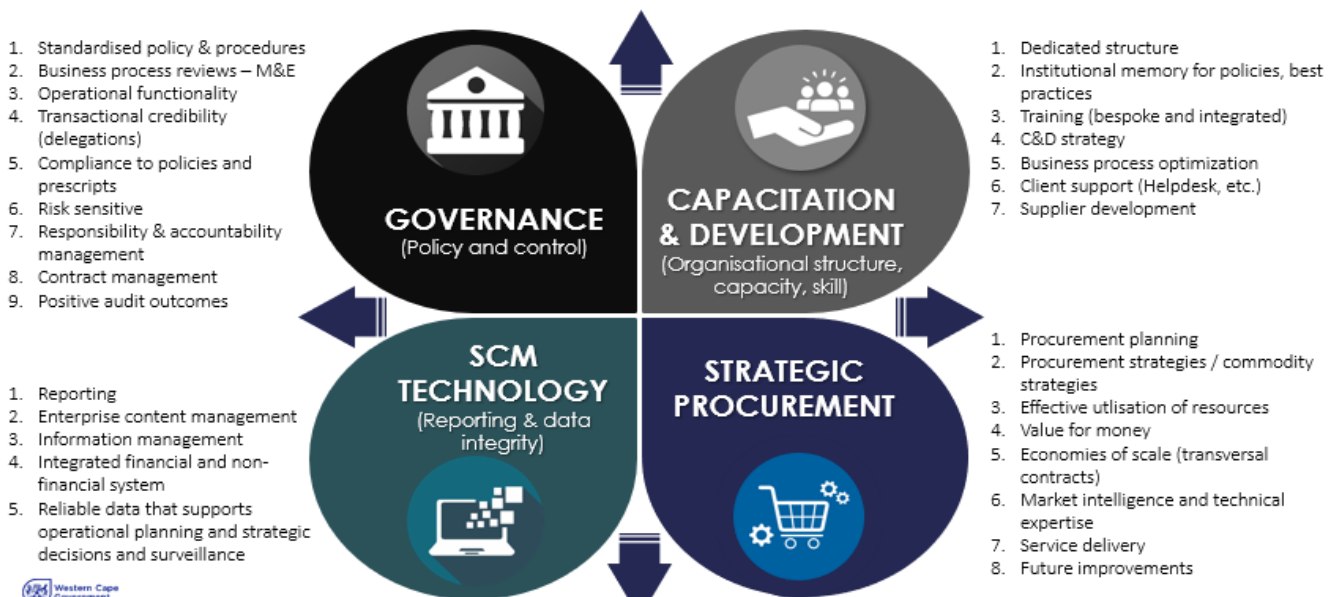 1. Standardised policy & procedures
2. Business process reviews – M&E
3. Operational functionality
4. Transactional credibility
(delegations)
5. Compliance to policies and
prescripts
6. Risk sensitive
7. Responsibility & accountability
management
8. Contract management
9. Positive audit outcomes
GOVERNANCE
(Policy and control)
CAPACITATION
& DEVELOPMENT
(Organisational structure,
capacity, skill)
1. Dedicated structure
2. Institutional memory for policies, best
practices
3. Training (bespoke and integrated)
4. C&D strategy
5. Business process optimization
6. Client support (Helpdesk, etc.)
7. Supplier development
1. Reporting
2. Enterprise content management
3. Information management
4. Integrated financial and non-
financial system
5. Reliable data that supports
operational planning and strategic
decisions and surveillance
SCM
TECHNOLOGY
(Reporting & data
integrity)
STRATEGIC
PROCUREMENT
1. Procurement planning
2. Procurement strategies / commodity
strategies
3. Effective utlisation of resources
4. Value for money
5. Economies of scale (transversal
contracts)
6. Market intelligence and technical
expertise
7. Service delivery
8. Future improvements
Western Cape
Government